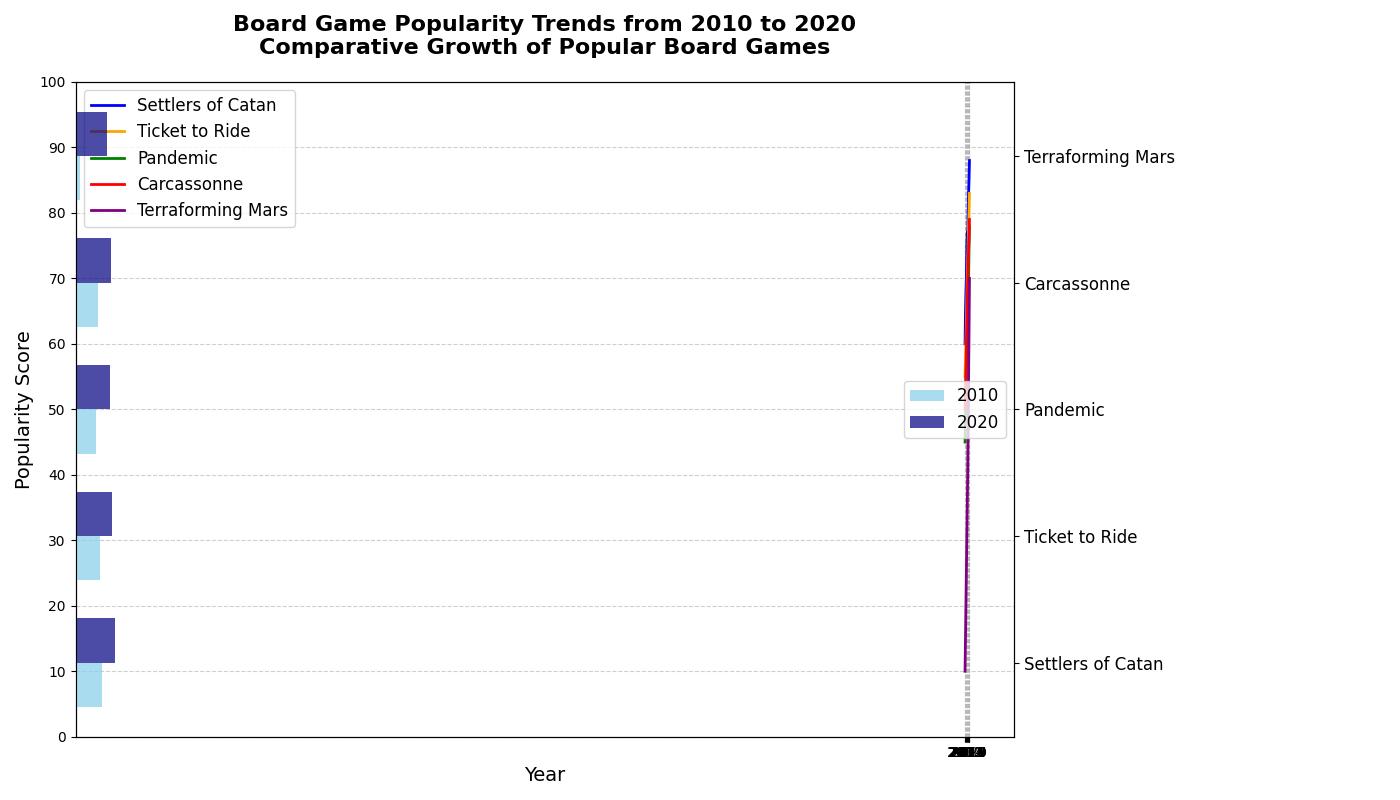 Board Game Popularity Trends from 2010 to 2020
Comparative Growth of Popular Board Games
Popularity Score
100
90
80
70
60
50
40
30
20
10
0
Settlers of Catan
Ticket to Ride
Pandemic
Carcassonne
Terraforming Mars
2010
2020
Terraforming Mars
Carcassonne
Pandemic
Ticket to Ride
Settlers of Catan
Year